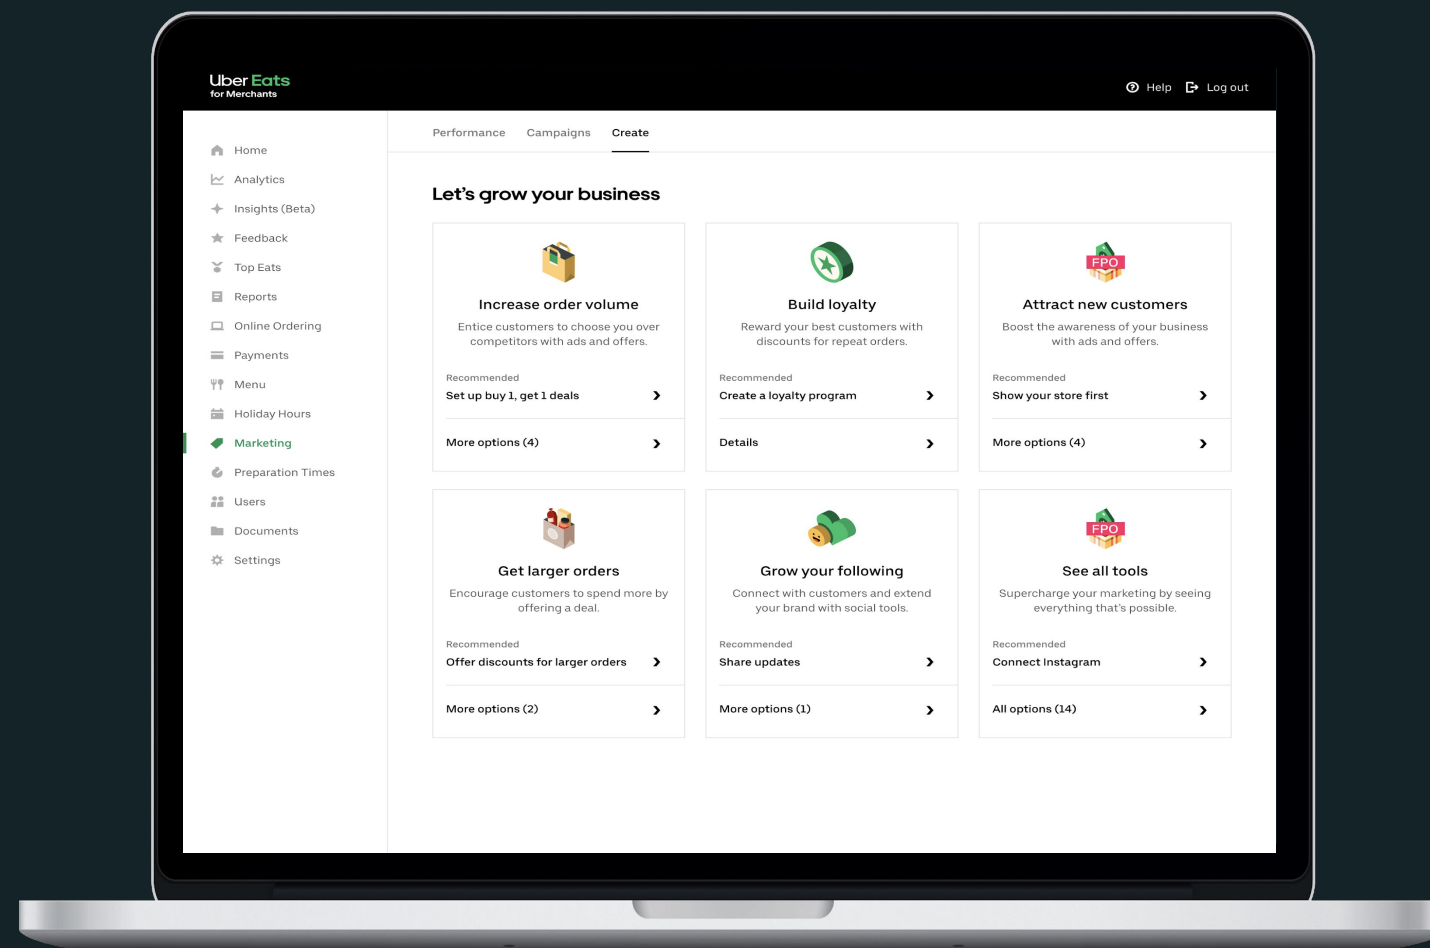 Uber Eats
for Merchants
Help
Log out
Home
Analytics
Insights (Beta)
Feedback
Top Eats
Reports
Online Ordering
Payments
Menu
Holiday Hours
Marketing
Preparation Times
Users
Documents
Settings
Performance
Campaigns
Create
Let's grow your business
Increase order volume
Entice customers to choose you over
competitors with ads and offers.
Recommended
Set up buy 1, get 1 deals
More options (4)
Build loyalty
Reward your best customers with
discounts for repeat orders.
Recommended
Create a loyalty program
Details
FPO
Attract new customers
Boost the awareness of your business
with ads and offers.
Recommended
Show your store first
More options (4)
Get larger orders
Encourage customers to spend more by
offering a deal.
Recommended
Offer discounts for larger orders
More options (2)
Grow your following
Connect with customers and extend
your brand with social tools.
Recommended
Share updates
More options (1)
FPO
See all tools
Supercharge your marketing by seeing
everything that's possible.
Recommended
Connect Instagram
All options (14)